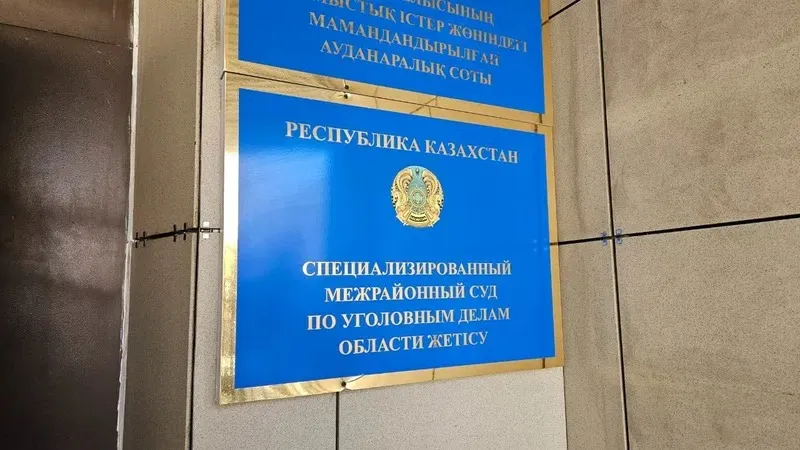 МАМАНДАНДЫРЫЛҒАН
АУДАНАРАЛЫҚ СОТЫ
РЕСПУБЛИКА КАЗАХСТАН
СПЕЦИАЛИЗИРОВАННЫЙ
МЕЖРАЙОННЫЙ СУД
ПО УГОЛОВНЫМ ДЕЛАМ
ОБЛАСТИ ЖЕТІСУ